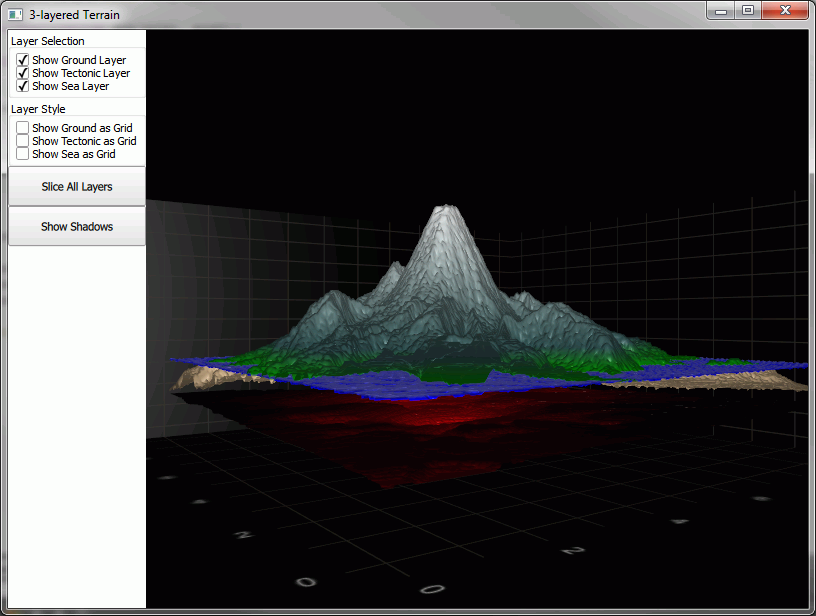 3-layered Terrain
Layer Selection
Show Ground Layer
Show Tectonic Layer
Show Sea Layer
Layer Style
Show Ground as Grid
Show Tectonic as Grid
Show Sea as Grid
Slice All Layers
Show Shadows
2
2
0
0